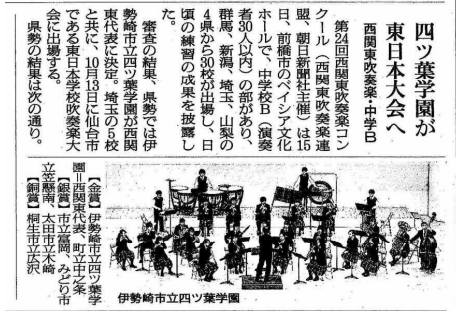 四ツ葉学園が
東日本大会へ
西関東吹奏楽・中学B
第24回西関東吹奏楽コン
クール(西関東吹奏楽連
盟、朝日新聞社主催)は15
日、前橋市のベイシア文化
ホールで、中学校B(演奏
者30人以内)の部があり、
群馬、新潟、埼玉、山梨の
4県から30校が出場し、日
頃の練習の成果を披露し
た。
審査の結果、県勢では伊
勢崎市立四ツ葉学園が西関
東代表に決定。埼玉の5校
と共に、10月13日に仙台市
である東日本学校吹奏楽大
会に出場する。
県勢の結果は次の通り。
【金賞】伊勢崎市立四ツ葉学
園=西関東代表、町立中之条
【銀賞】市立富岡、みどり市
立笠懸南、太田市立木崎
【銅賞】桐生市立広沢
伊勢崎市立四ツ葉学園